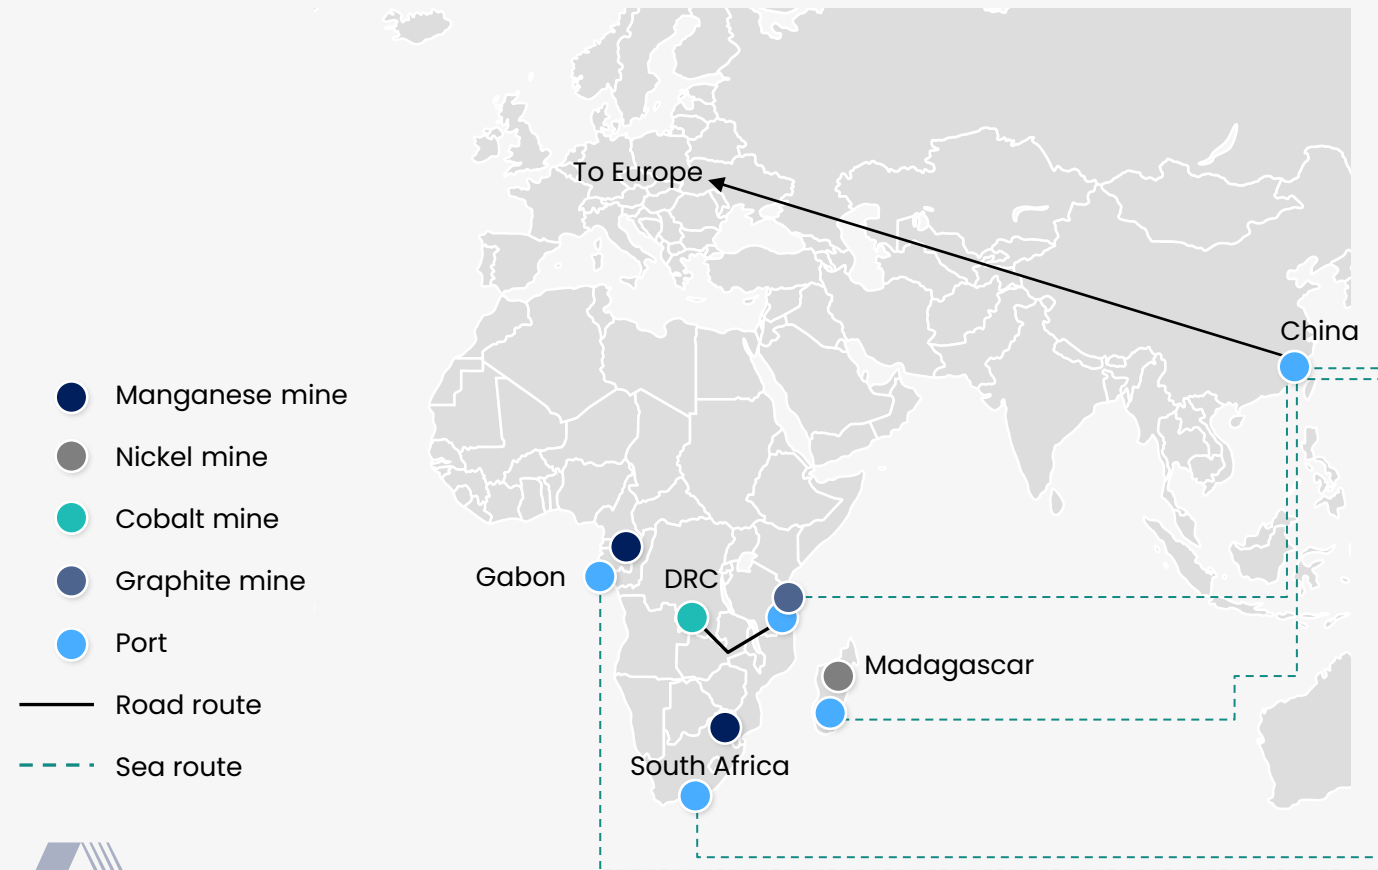 To Europe
China
Manganese mine
Nickel mine
Cobalt mine
Graphite mine
Port
Road route
Sea route
Gabon
DRC
Madagascar
South Africa